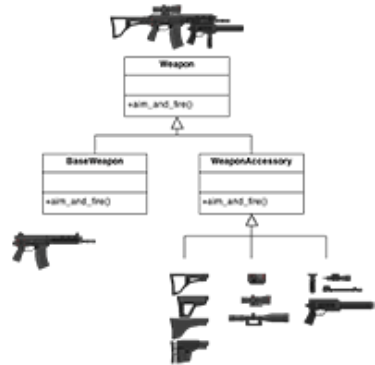 Weapon
+aim_and_fire()
BaseWeapon
WeaponAccessory
+aim_and_fire()
+aim_and_fire()